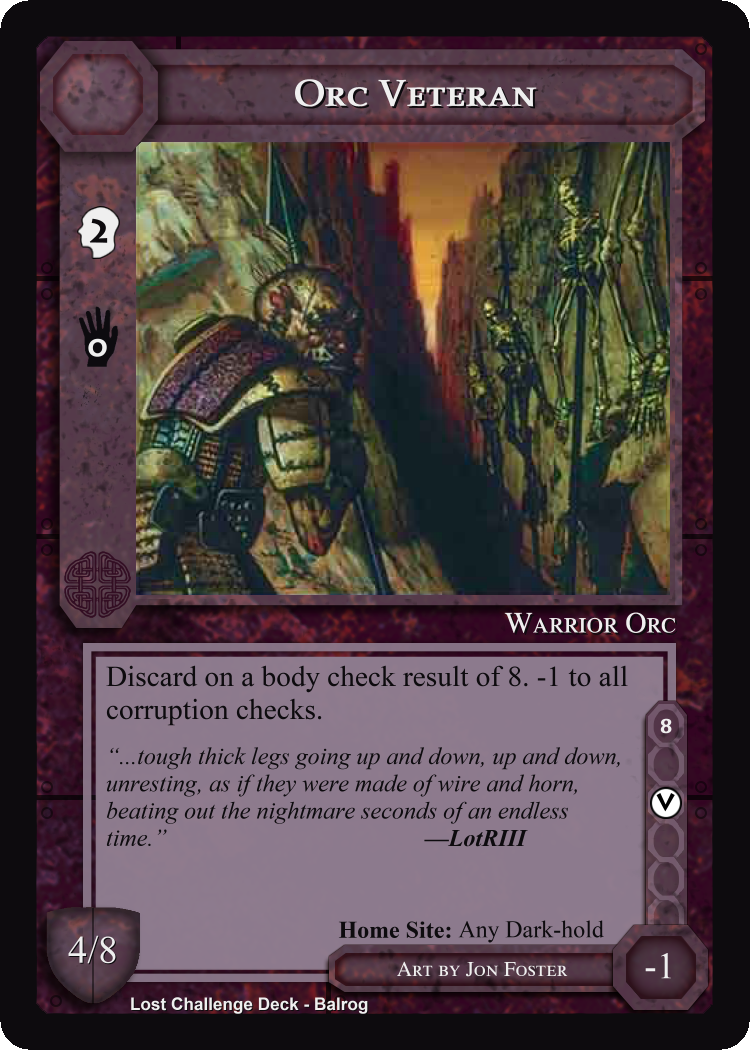 Orc Veteran
2
0
Warrior Orc
Discard on a body check result of 8. -1 to all
corruption checks.
“...tough thick legs going up and down, up and down,
unresting, as if they were made of wire and horn,
beating out the nightmare seconds of an endless
time.” —LotRIII
8
V
Home Site: Any Dark-hold
4/8
Art by Jon Foster
-1
Lost Challenge Deck - Balrog